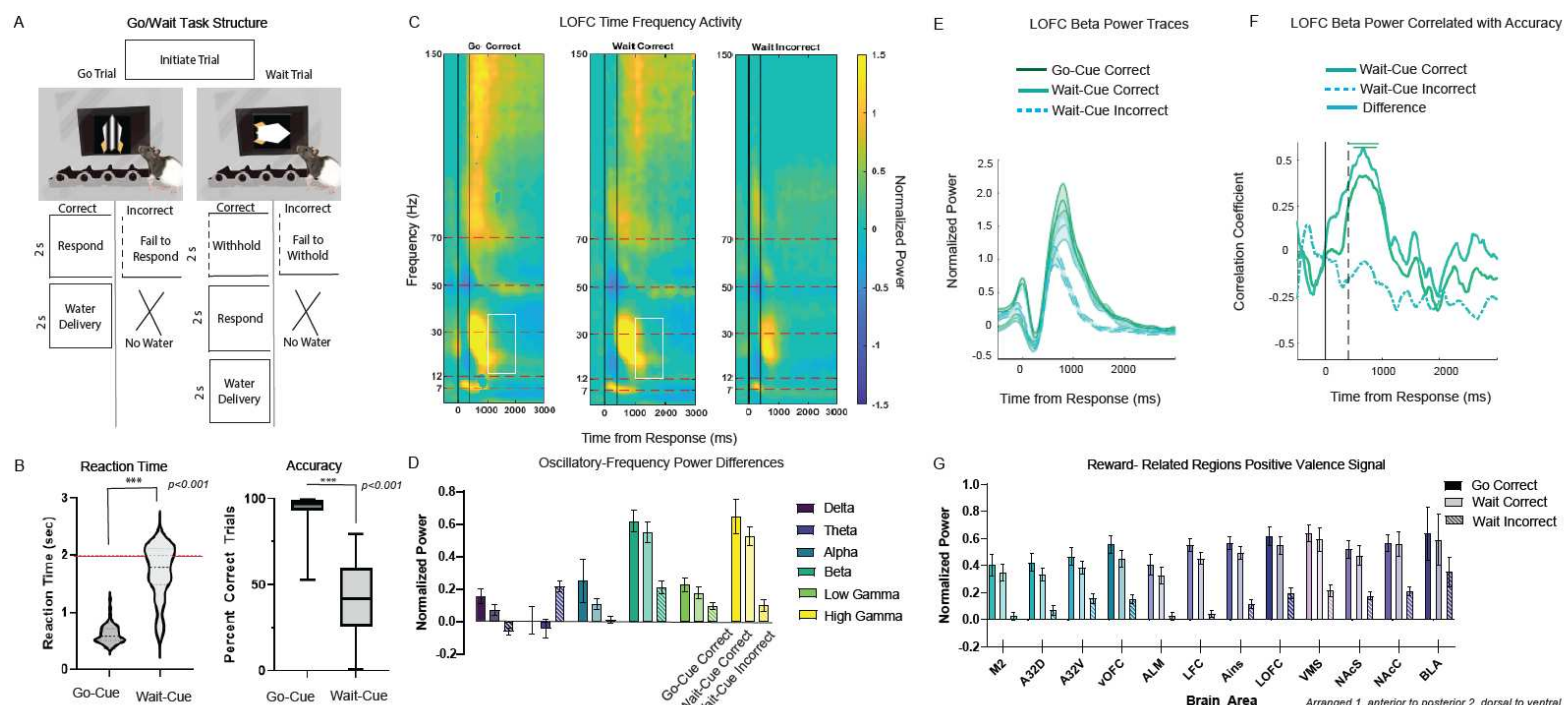 A
Go/Wait Task Structure
Initiate Trial
Go Trial
Wait Trial
Correct
Incorrect
Correct
Incorrect
2 s
Respond
Fail to
Respond
2 s
Withhold
Fail to
Withold
2 s
Water
Delivery
No Water
2 s
Respond
No Water
2 s
Water
Delivery
B
Reaction Time
***
p<0.001
Reaction Time (sec)
3
2
1
0
Go-Cue
Wait-Cue
Accuracy
***
p<0.001
Percent Correct Trials
100
50
0
Go-Cue
Wait-Cue
C
LOFC Time Frequency Activity
Go Correct
Wait Correct
Wait Incorrect
Frequency (Hz)
150
70
50
30
12
7
0
1000
2000
3000
150
70
50
30
12
7
0
1000
2000
3000
150
70
50
30
12
7
0
1000
2000
3000
1.5
1
0.5
0
-0.5
-1
-1.5
Normalized Power
Time from Response (ms)
D
Oscillatory-Frequency Power Differences
Normalized Power
0.8
0.6
0.4
0.2
0.0
-0.2
Delta
Theta
Alpha
Beta
Low Gamma
High Gamma
Go-Cue Correct
Wait-Cue Correct
Wait-Cue Incorrect
E
LOFC Beta Power Traces
Go-Cue Correct
Wait-Cue Correct
Wait-Cue Incorrect
Normalized Power
2.5
2.0
1.5
1.0
0.5
0
-0.5
0
1000
2000
Time from Response (ms)
F
LOFC Beta Power Correlated with Accuracy
Wait-Cue Correct
Wait-Cue Incorrect
Difference
Correlation Coefficient
0.5
0.25
0
-0.25
-0.5
0
1000
2000
Time from Response (ms)
G
Reward- Related Regions Positive Valence Signal
Go Correct
Wait Correct
Wait Incorrect
Normalized Power
1.0
0.8
0.6
0.4
0.2
0.0
-0.2
M2
A32D
A32V
vOFC
ALM
LFC
Ains
LOFC
VMS
NAcS
NAcC
BLA
Brain Area
Arranged 1. anterior to posterior 2. dorsal to ventral